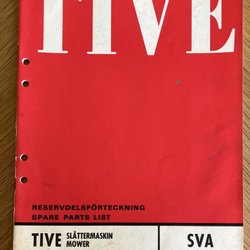 TIVE
RESERVDELSFÖRTECKNING
SPARE PARTS LIST
TIVE SLÅTTERMASKIN
MOWER
SVA